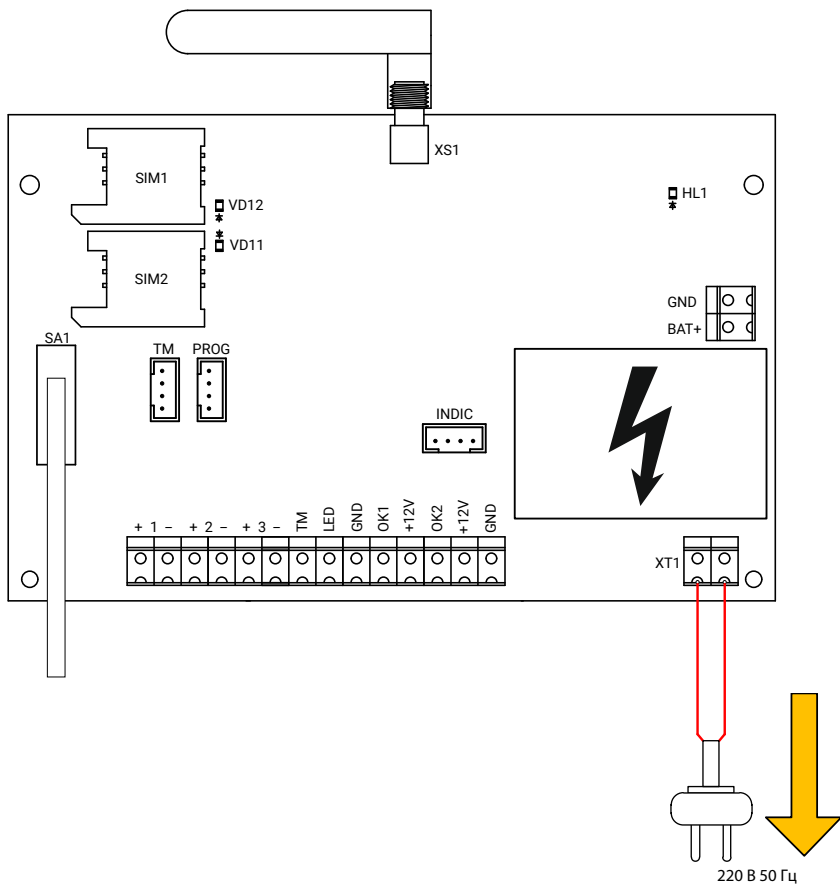 XS1
SIM1
VD12
HL1
VD11
SIM2
GND
BAT+
SA1
TM PROG
INDIC
+ 1 − + 2 − + 3 − TM LED GND OK1 +12V OK2 +12V GND
XT1
220 В 50 Гц